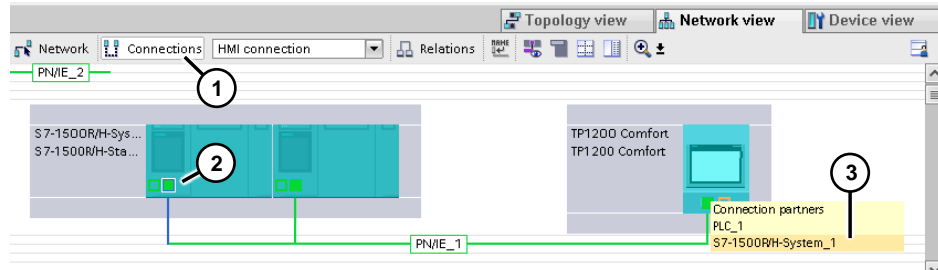 Topology view Network view Device view
Network Connections HMI connection Relations
PN/IE_2
1
S7-1500R/H-Sys...
S7-1500R/H-Sta...
2
TP1200 Comfort
TP1200 Comfort
3
Connection partners
PLC_1
S7-1500R/H-System_1
PN/IE_1